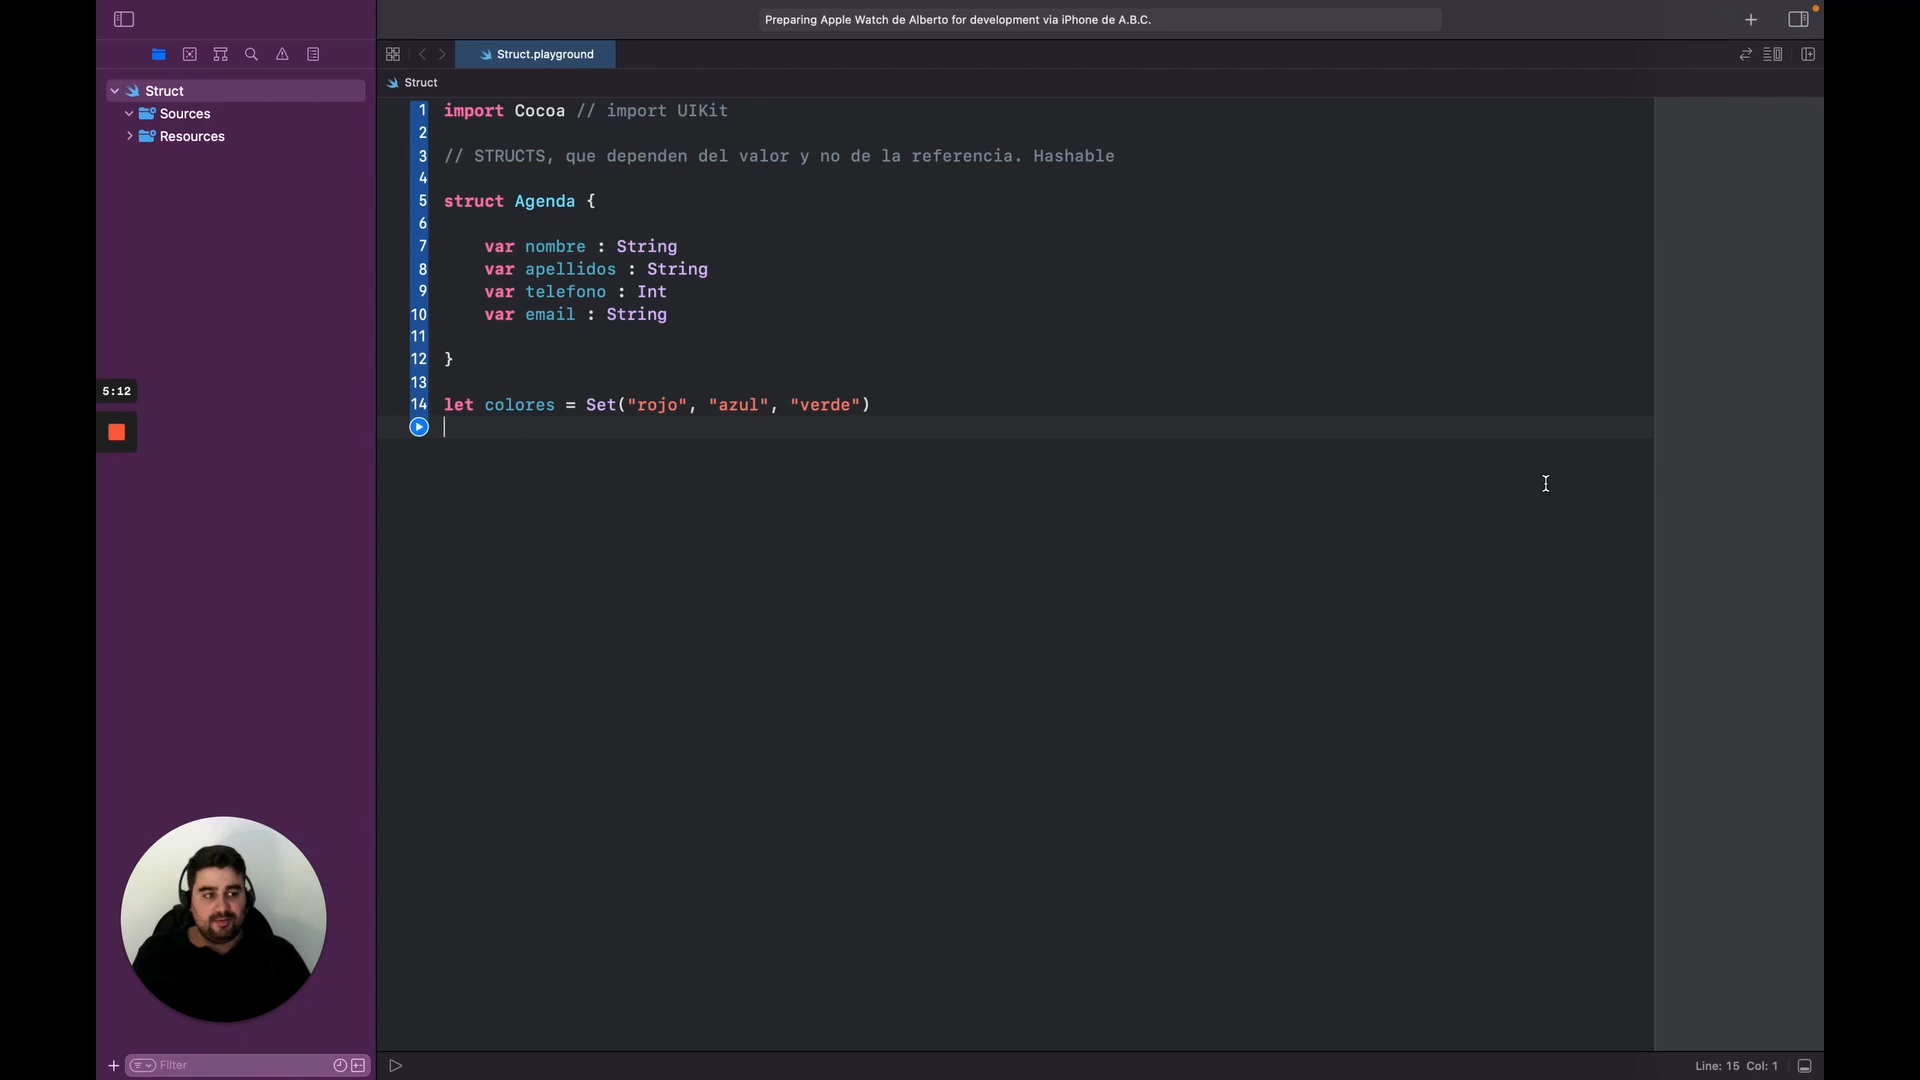 Preparing Apple Watch de Alberto for development via iPhone de A.B.C.
Struct.playground
Struct
Sources
Resources
Struct
1 import Cocoa // import UIKit
2
3 // STRUCTS, que dependen del valor y no de la referencia. Hashable
4
5 struct Agenda {
6
7 var nombre : String
8 var apellidos : String
9 var telefono : Int
10 var email : String
11
12 }
13
14 let colores = Set("rojo", "azul", "verde")
5:12
Filter
Line: 15 Col: 1